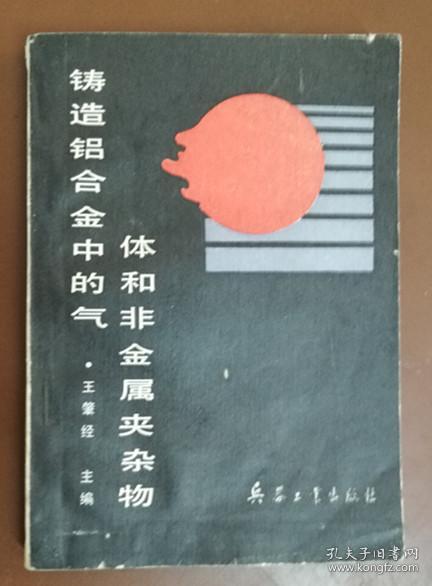 铸造铝合金中的气
体和非金属夹杂物
·王肇经 主编
兵器工业出版社
孔夫子旧书网
www.kongfz.com